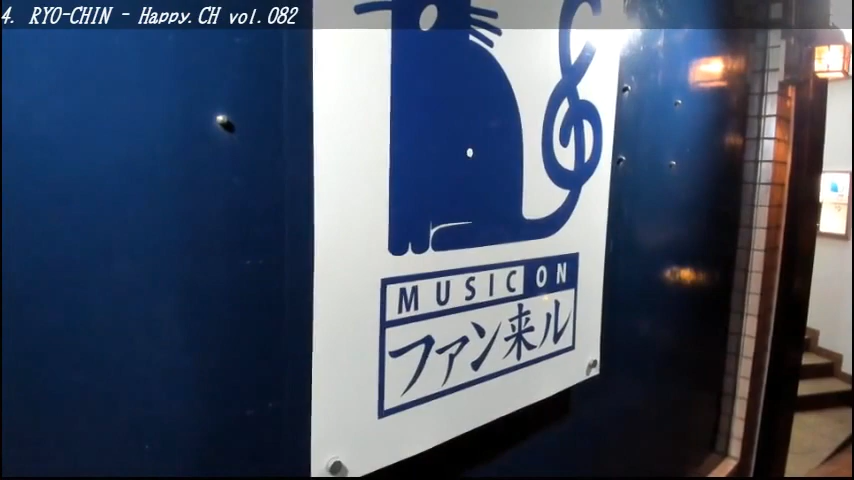 4. RYO-CHIN - Happy.CH vol.082
MUSIC ON
ファン来ル